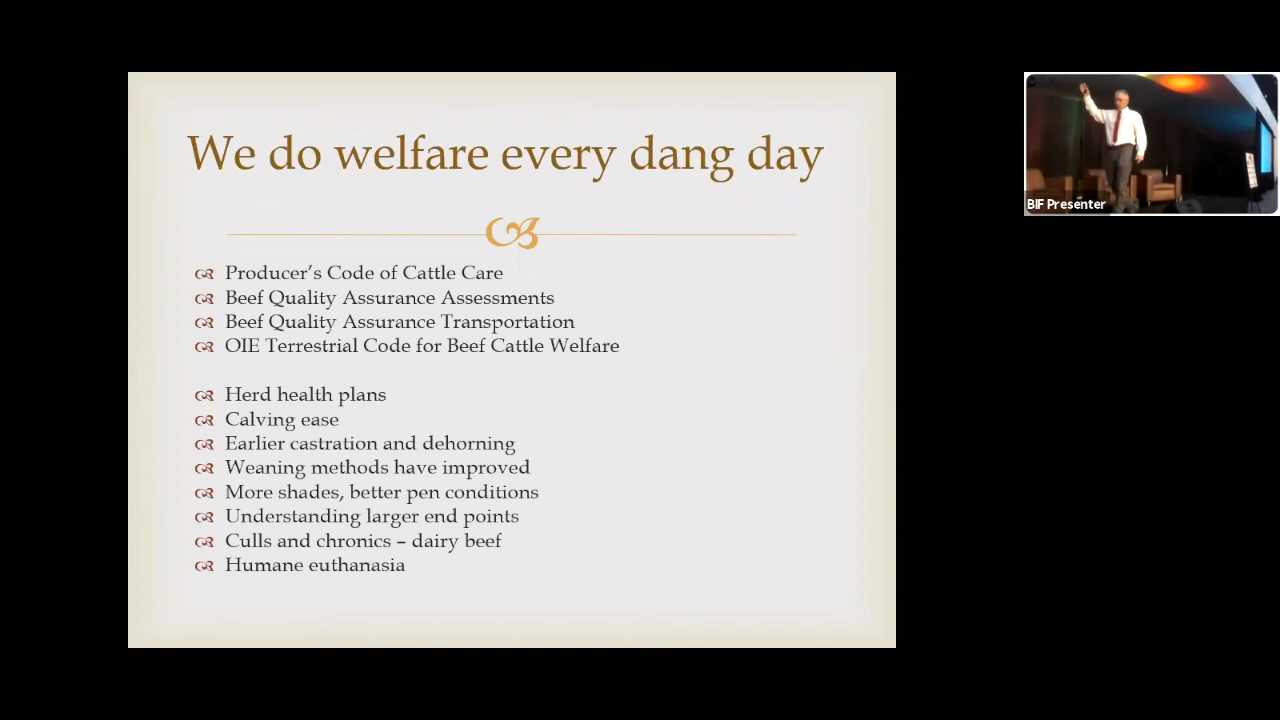 We do welfare every dang day
Producer's Code of Cattle Care
Beef Quality Assurance Assessments
Beef Quality Assurance Transportation
OIE Terrestrial Code for Beef Cattle Welfare
Herd health plans
Calving ease
Earlier castration and dehorning
Weaning methods have improved
More shades, better pen conditions
Understanding larger end points
Culls and chronics – dairy beef
Humane euthanasia
BIF Presenter